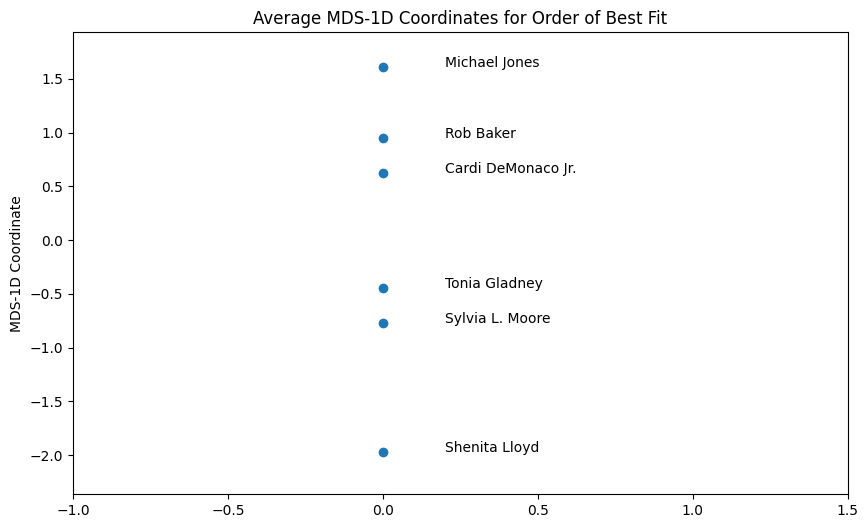 Average MDS-1D Coordinates for Order of Best Fit
MDS-1D Coordinate
1.5
1.0
0.5
0.0
−0.5
−1.0
−1.5
−2.0
Michael Jones
Rob Baker
Cardi DeMonaco Jr.
Tonia Gladney
Sylvia L. Moore
Shenita Lloyd
−1.0 −0.5 0.0 0.5 1.0 1.5